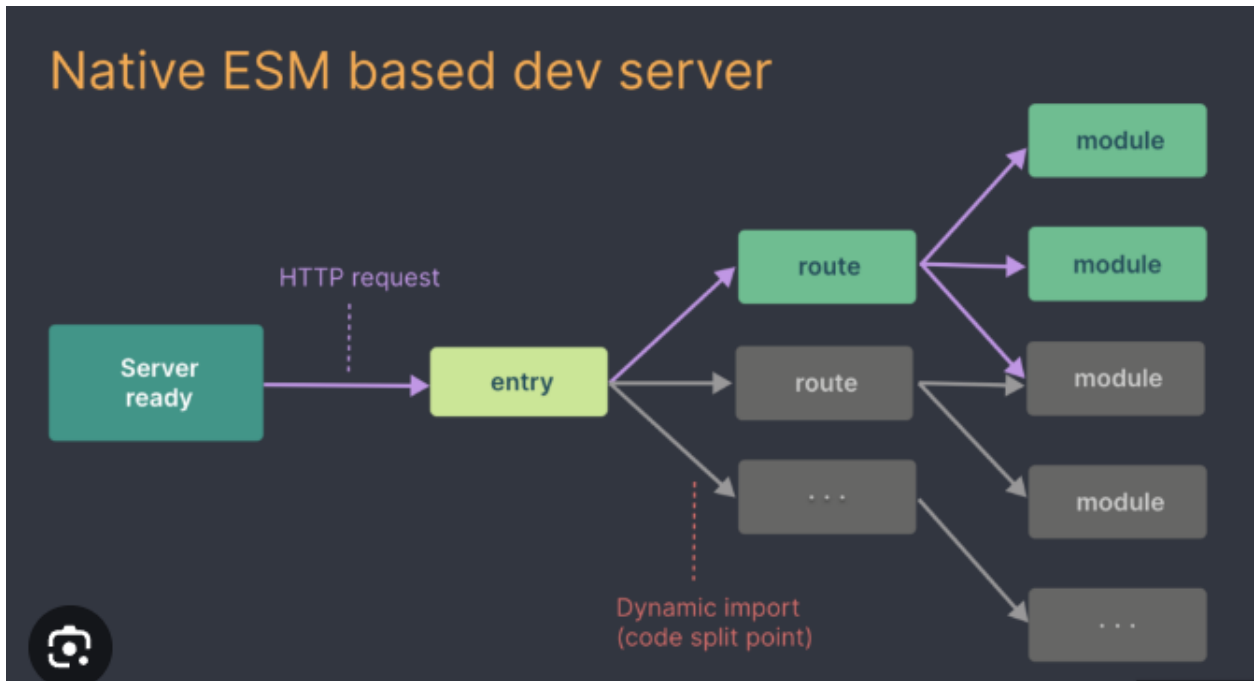 Native ESM based dev server
HTTP request
Server
ready
entry
route
route
· · ·
module
module
module
module
· · ·
Dynamic import
(code split point)